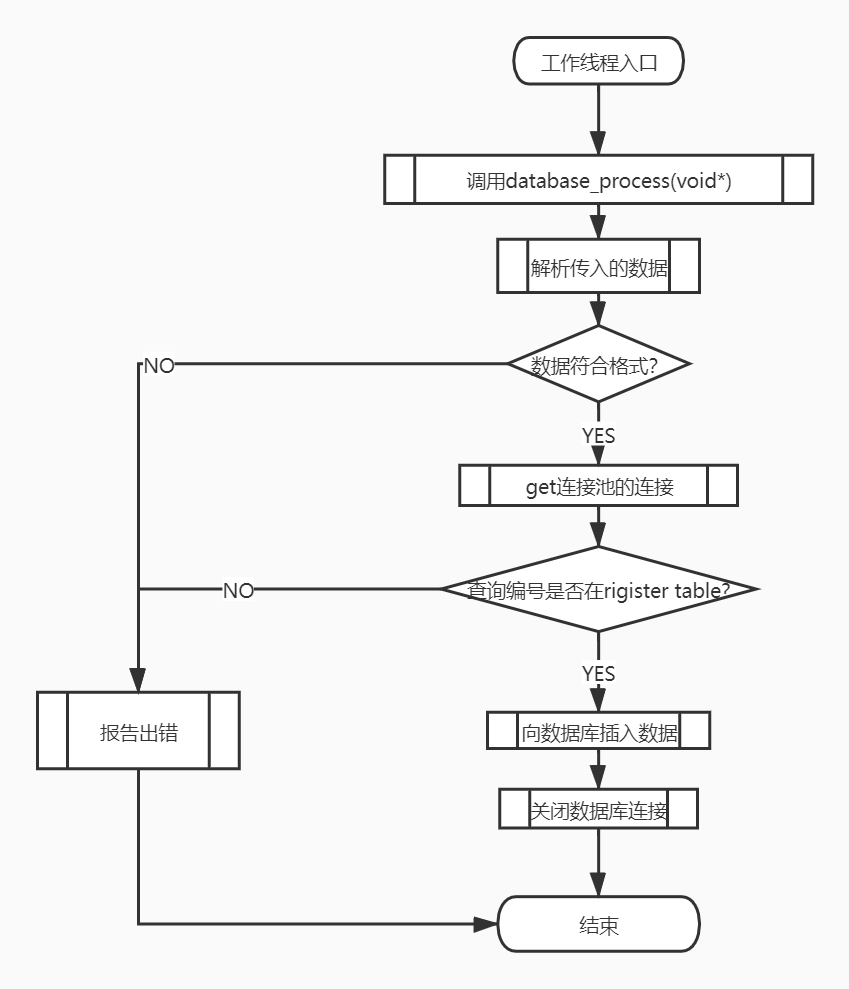 工作线程入口
调用database_process(void*)
解析传入的数据
数据符合格式?
NO
YES
get连接池的连接
查询编号是否在rigister table?
NO
YES
向数据库插入数据
报告出错
关闭数据库连接
结束